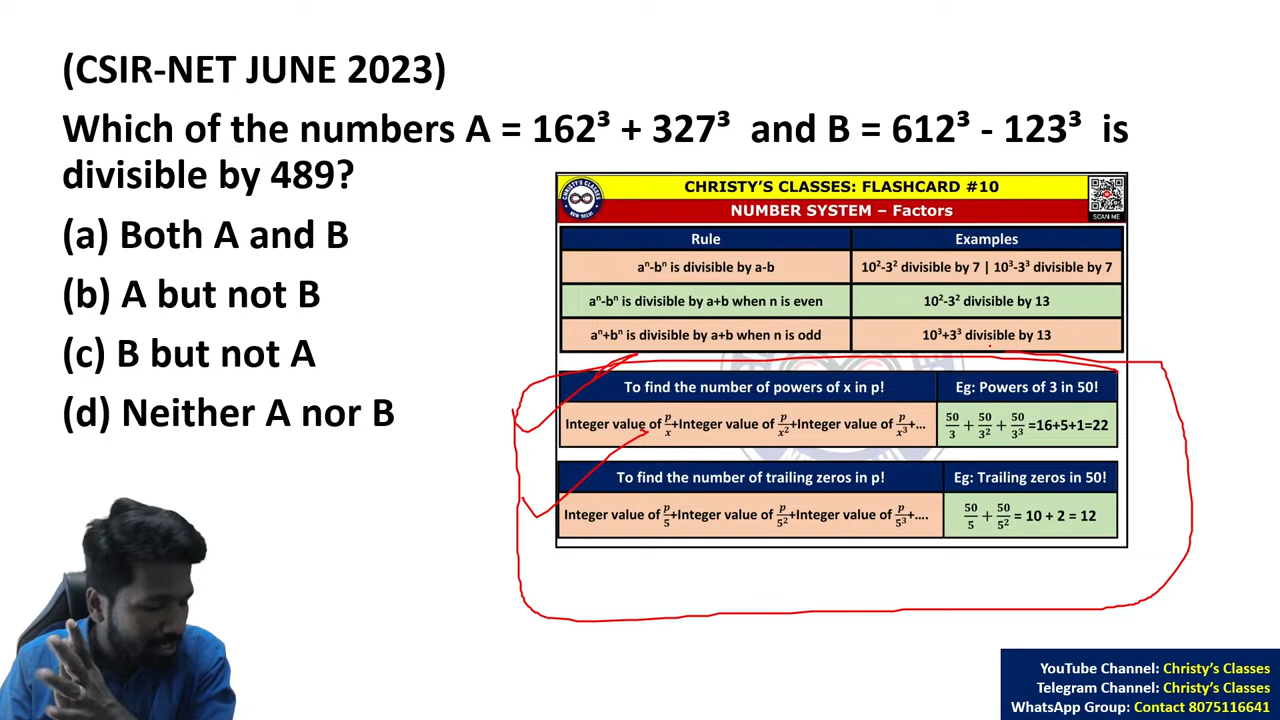 (CSIR-NET JUNE 2023)
Which of the numbers A = 162³ + 327³ and B = 612³ - 123³ is
divisible by 489?
(a) Both A and B
(b) A but not B
(c) B but not A
(d) Neither A nor B
CHRISTY'S CLASSES
NEW DELHI
CHRISTY'S CLASSES: FLASHCARD #10
NUMBER SYSTEM – Factors
SCAN ME
Rule Examples
aⁿ-bⁿ is divisible by a-b 10²-3² divisible by 7 | 10³-3³ divisible by 7
aⁿ-bⁿ is divisible by a+b when n is even 10²-3² divisible by 13
aⁿ+bⁿ is divisible by a+b when n is odd 10³+3³ divisible by 13
To find the number of powers of x in p! Eg: Powers of 3 in 50!
Integer value of p/x+Integer value of p/x²+Integer value of p/x³+... 50/3 + 50/3² + 50/3³ =16+5+1=22
To find the number of trailing zeros in p! Eg: Trailing zeros in 50!
Integer value of p/5+Integer value of p/5²+Integer value of p/5³+.... 50/5 + 50/5² = 10 + 2 = 12
YouTube Channel: Christy's Classes
Telegram Channel: Christy's Classes
WhatsApp Group: Contact 8075116641